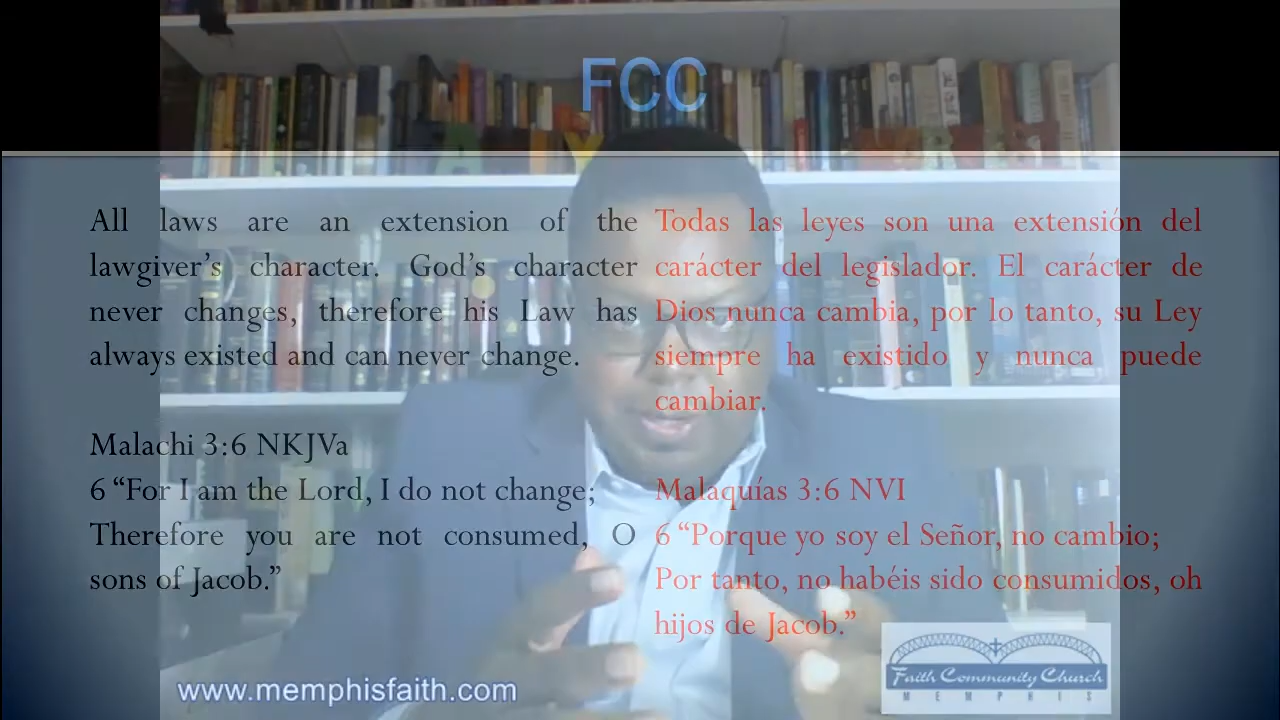 FCC
All laws are an extension of the
lawgiver's character. God's character
never changes, therefore his Law has
always existed and can never change.
Malachi 3:6 NKJVa
6 “For I am the Lord, I do not change;
Therefore you are not consumed, O
sons of Jacob.”
Todas las leyes son una extensión del
carácter del legislador. El carácter de
Dios nunca cambia, por lo tanto, su Ley
siempre ha existido y nunca puede
cambiar.
Malaquías 3:6 NVI
6 “Porque yo soy el Señor, no cambio;
Por tanto, no habéis sido consumidos, oh
hijos de Jacob.”
www.memphisfaith.com
Faith Community Church
MEMPHIS